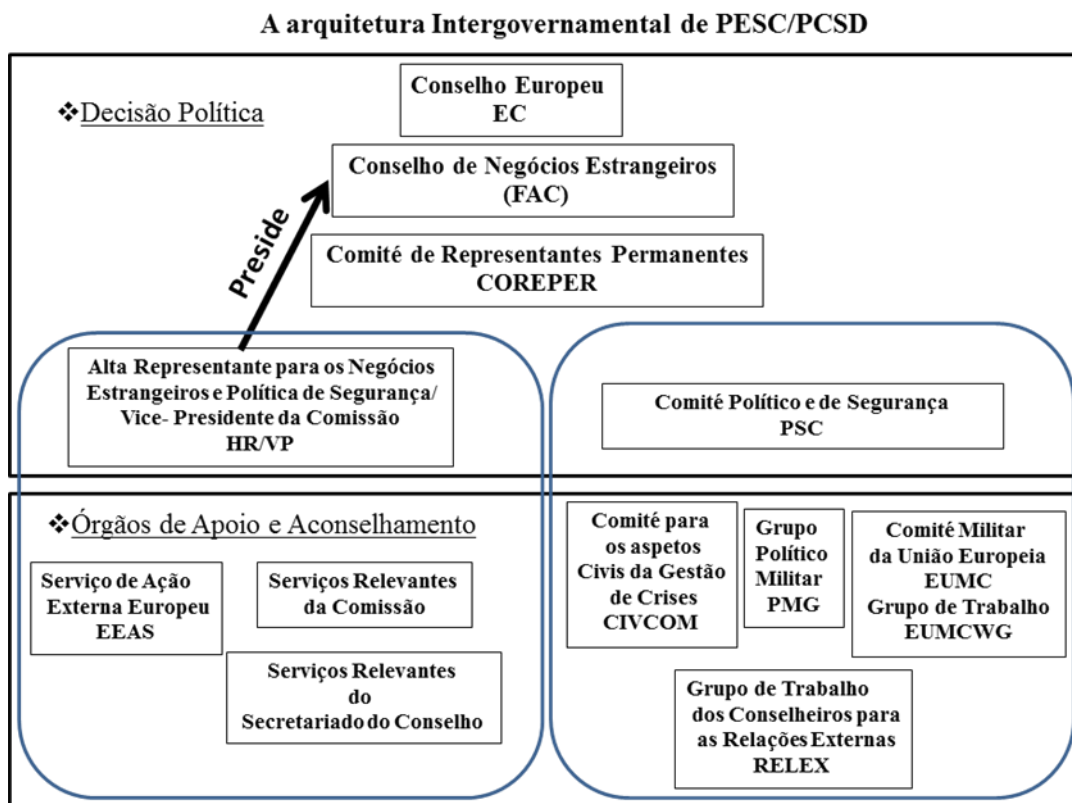 A arquitetura Intergovernamental de PESC/PCSD
❖Decisão Política
Conselho Europeu
EC
Conselho de Negócios Estrangeiros
(FAC)
Preside
Comité de Representantes Permanentes
COREPER
Alta Representante para os Negócios
Estrangeiros e Política de Segurança/
Vice- Presidente da Comissão
HR/VP
Comité Político e de Segurança
PSC
❖Órgãos de Apoio e Aconselhamento
Serviço de Ação
Externa Europeu
EEAS
Serviços Relevantes
da Comissão
Serviços Relevantes
do
Secretariado do Conselho
Comité para
os aspetos
Civis da Gestão
de Crises
CIVCOM
Grupo
Político
Militar
PMG
Comité Militar
da União Europeia
EUMC
Grupo de Trabalho
EUMCWG
Grupo de Trabalho
dos Conselheiros para
as Relações Externas
RELEX